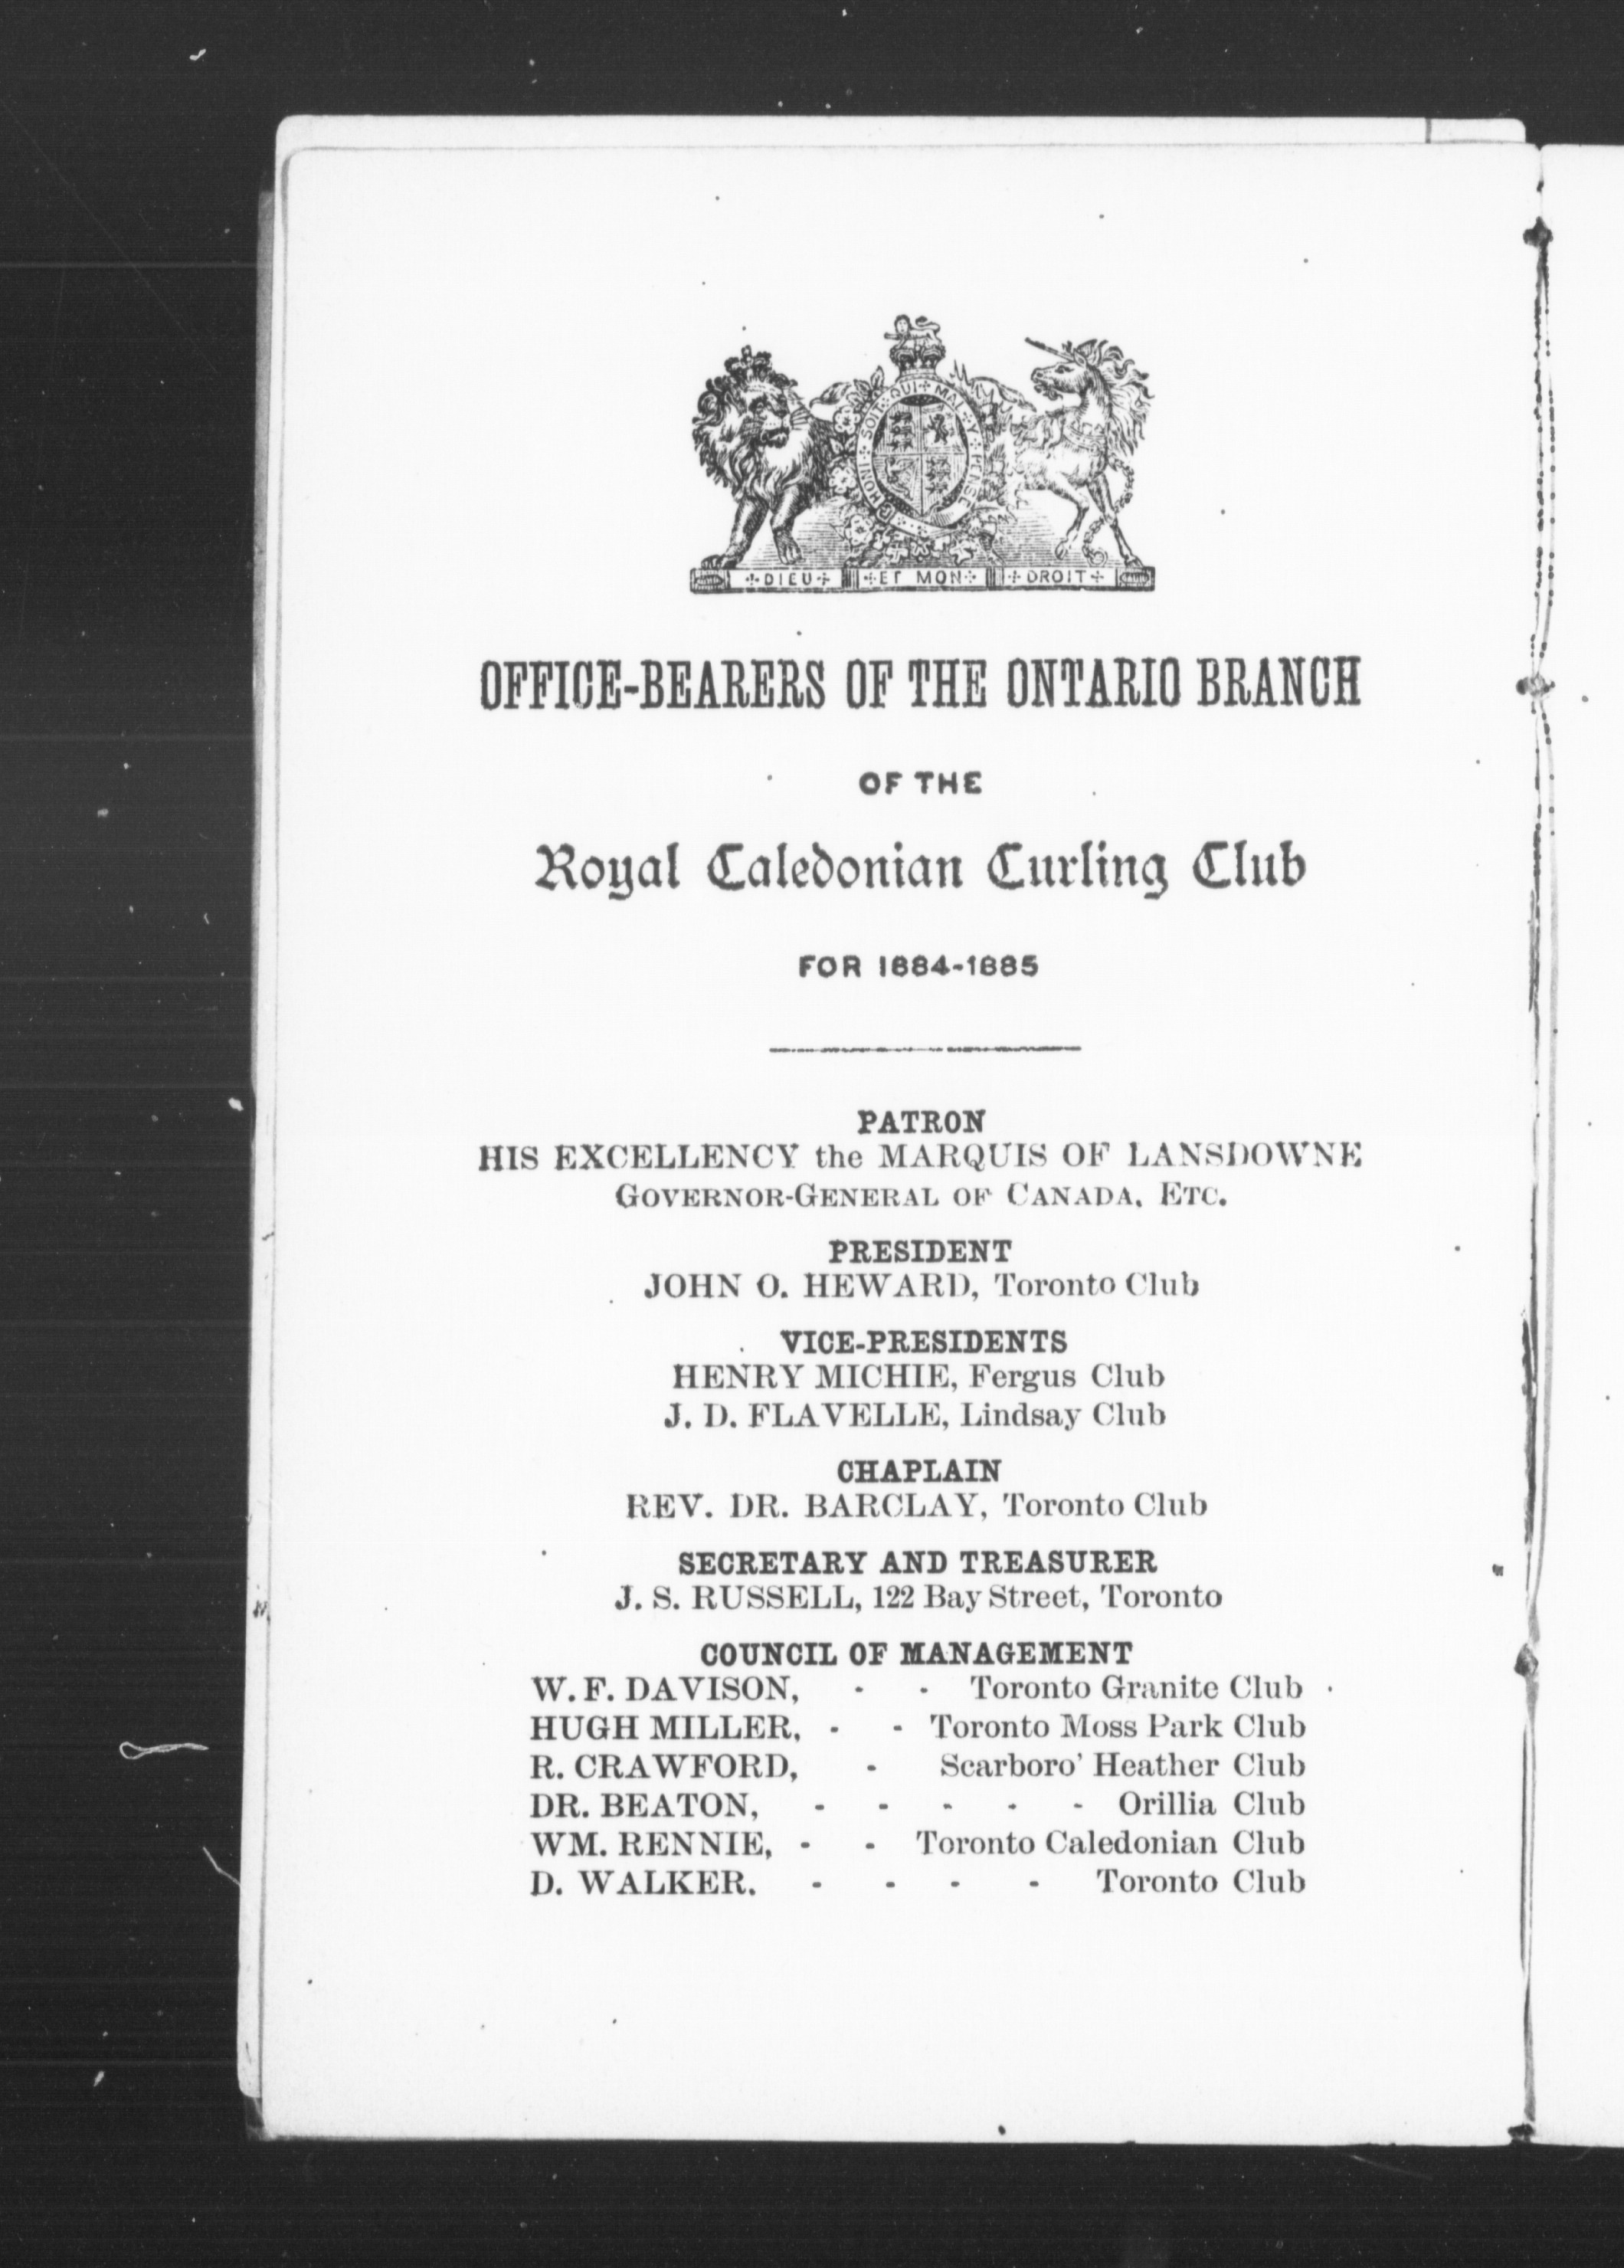 HONI SOIT QUI MAL Y PENSE
DIEU ET MON DROIT
OFFICE-BEARERS OF THE ONTARIO BRANCH
OF THE
Royal Caledonian Curling Club
FOR 1884-1885
PATRON
HIS EXCELLENCY the MARQUIS OF LANSDOWNE
GOVERNOR-GENERAL OF CANADA, ETC.
PRESIDENT
JOHN O. HEWARD, Toronto Club
VICE-PRESIDENTS
HENRY MICHIE, Fergus Club
J. D. FLAVELLE, Lindsay Club
CHAPLAIN
REV. DR. BARCLAY, Toronto Club
SECRETARY AND TREASURER
J. S. RUSSELL, 122 Bay Street, Toronto
COUNCIL OF MANAGEMENT
W. F. DAVISON, - - Toronto Granite Club
HUGH MILLER, - - Toronto Moss Park Club
R. CRAWFORD, - Scarboro' Heather Club
DR. BEATON, - - - - - Orillia Club
WM. RENNIE, - - Toronto Caledonian Club
D. WALKER. - - - - Toronto Club